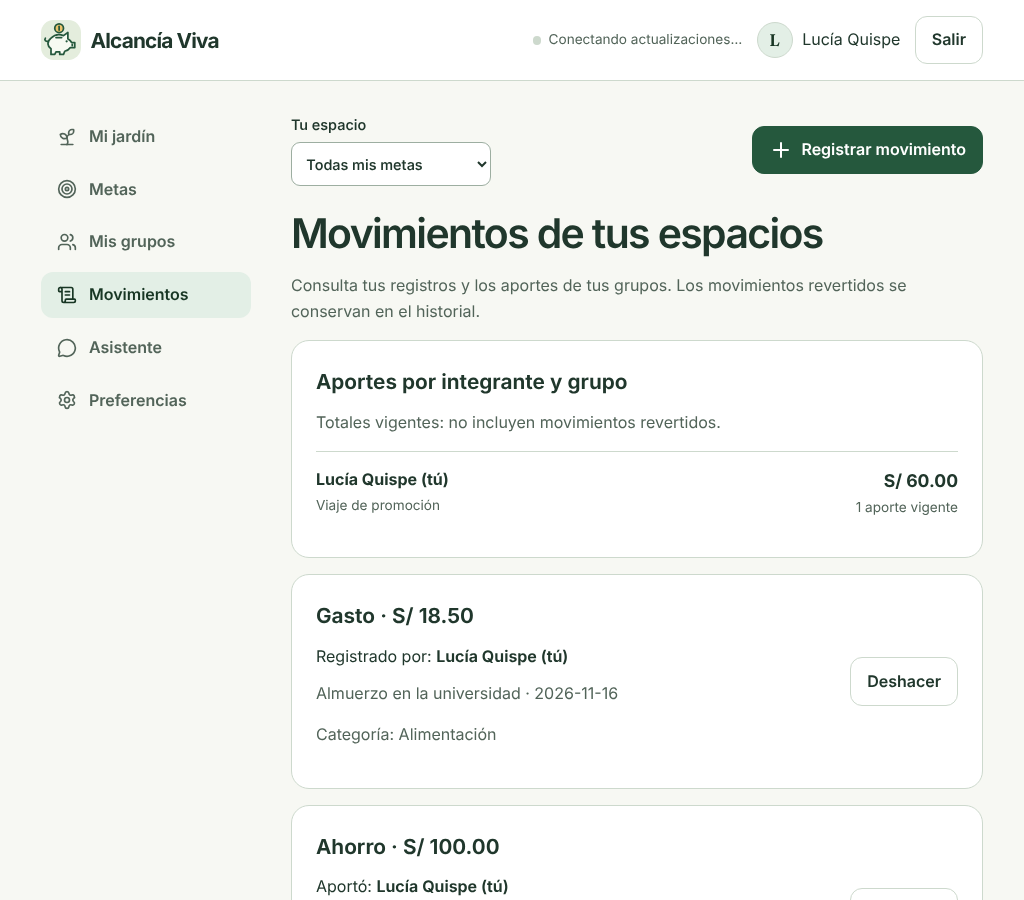 Alcancía Viva
Conectando actualizaciones...
L
Lucía Quispe
Salir
Mi jardín
Metas
Mis grupos
Movimientos
Asistente
Preferencias
Tu espacio
Todas mis metas
Registrar movimiento
Movimientos de tus espacios
Consulta tus registros y los aportes de tus grupos. Los movimientos revertidos se
conservan en el historial.
Aportes por integrante y grupo
Totales vigentes: no incluyen movimientos revertidos.
Lucía Quispe (tú)
S/ 60.00
Viaje de promoción
1 aporte vigente
Gasto · S/ 18.50
Registrado por: Lucía Quispe (tú)
Almuerzo en la universidad · 2026-11-16
Categoría: Alimentación
Deshacer
Ahorro · S/ 100.00
Aportó: Lucía Quispe (tú)